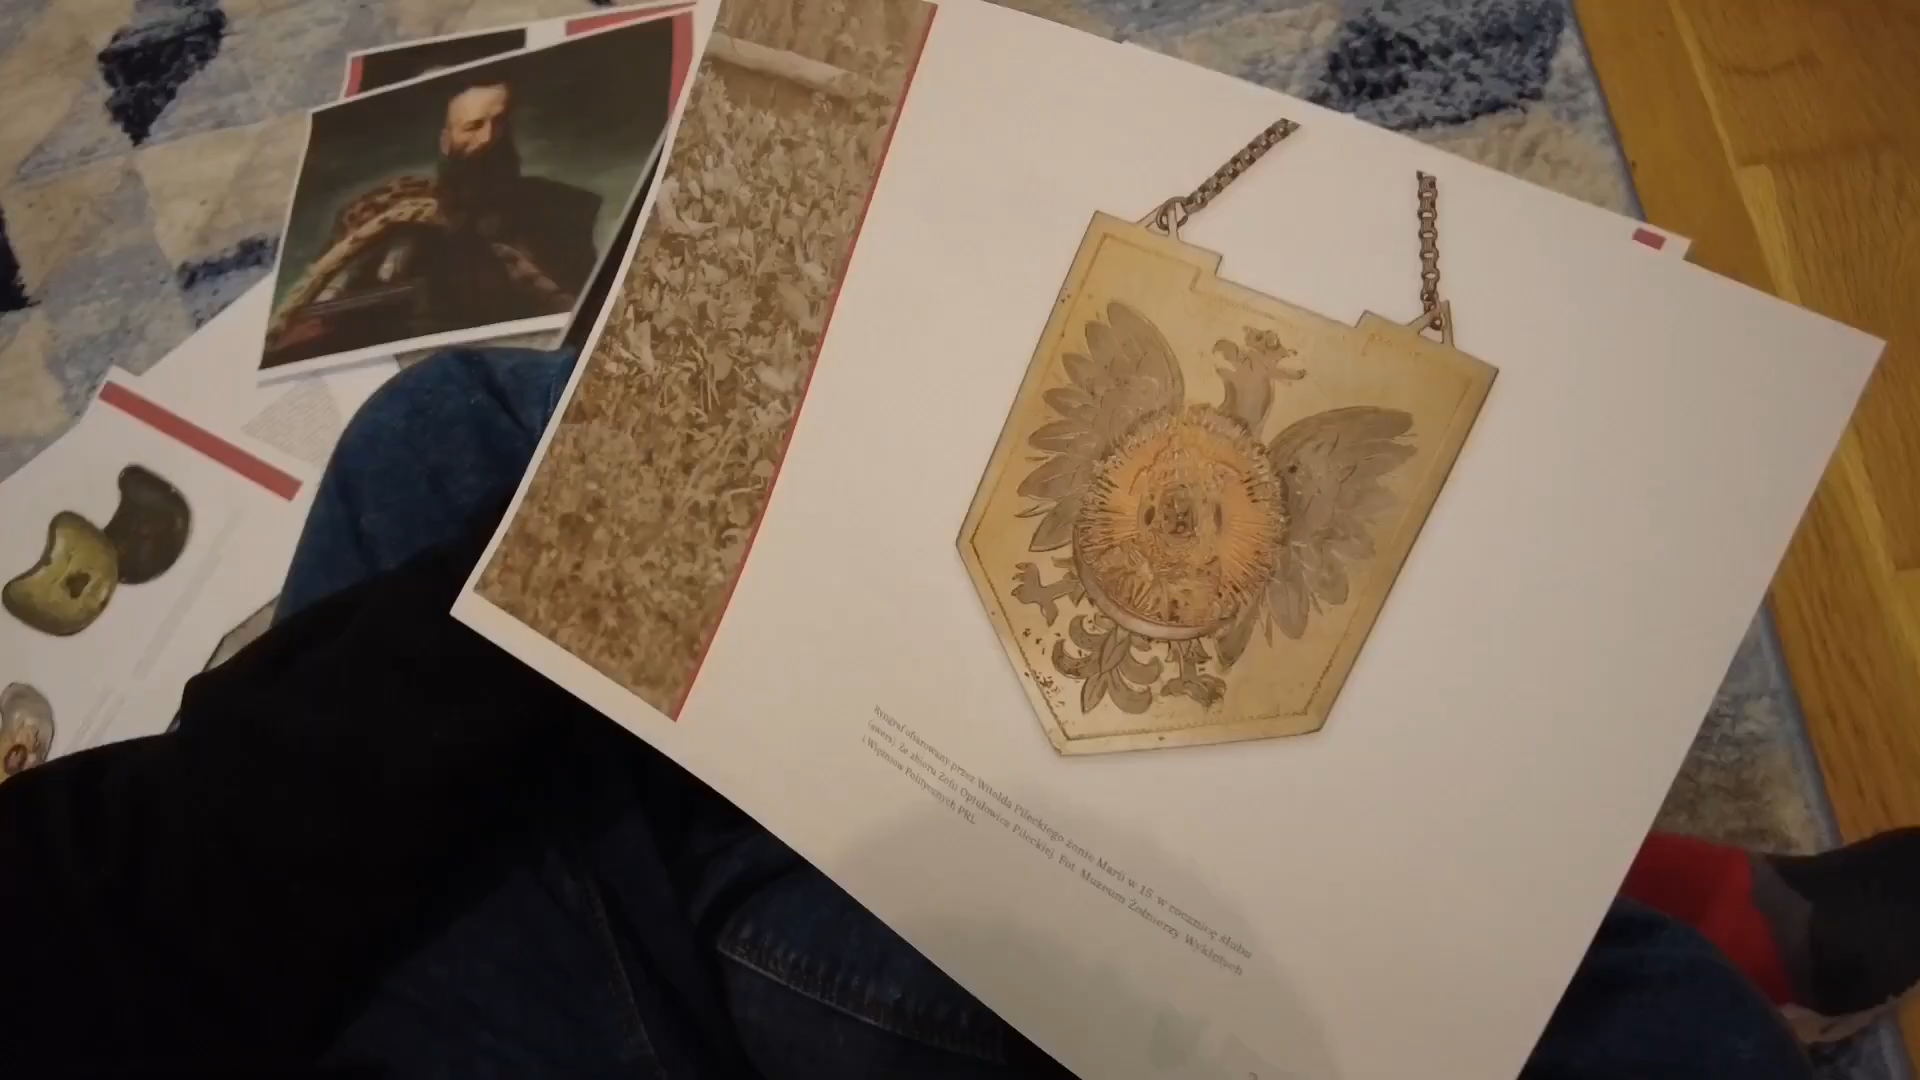 Ryngraf ofiarowany przez Witolda Pileckiego żonie Marii w 15 w rocznicę ślubu
(awers). Ze zbioru Zofii Optułowicz Pileckiej. Fot. Muzeum Żołnierzy Wyklętych
i Więźniów Politycznych PRL